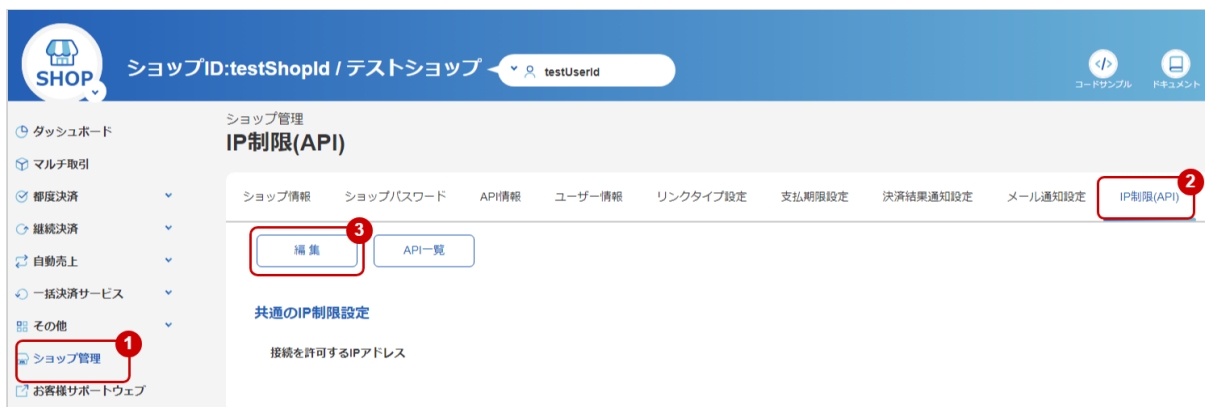 SHOP
ショップID:testShopId / テストショップ
testUserId
コードサンプル
ドキュメント
ダッシュボード
マルチ取引
都度決済
継続決済
自動売上
一括決済サービス
その他
1
ショップ管理
お客様サポートウェブ
ショップ管理
IP制限(API)
ショップ情報
ショップパスワード
API情報
ユーザー情報
リンクタイプ設定
支払期限設定
決済結果通知設定
メール通知設定
IP制限(API)
2
編集
3
API一覧
共通のIP制限設定
接続を許可するIPアドレス